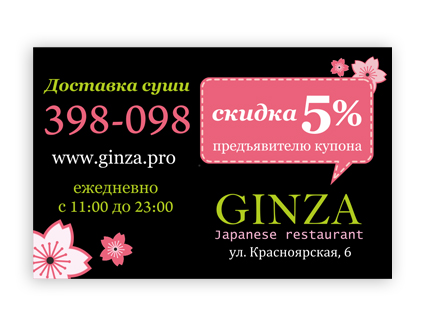 Доставка суши
398-098
www.ginza.pro
ежедневно
с 11:00 до 23:00
скидка 5%
предъявителю купона
GINZA
Japanese restaurant
ул. Красноярская, 6